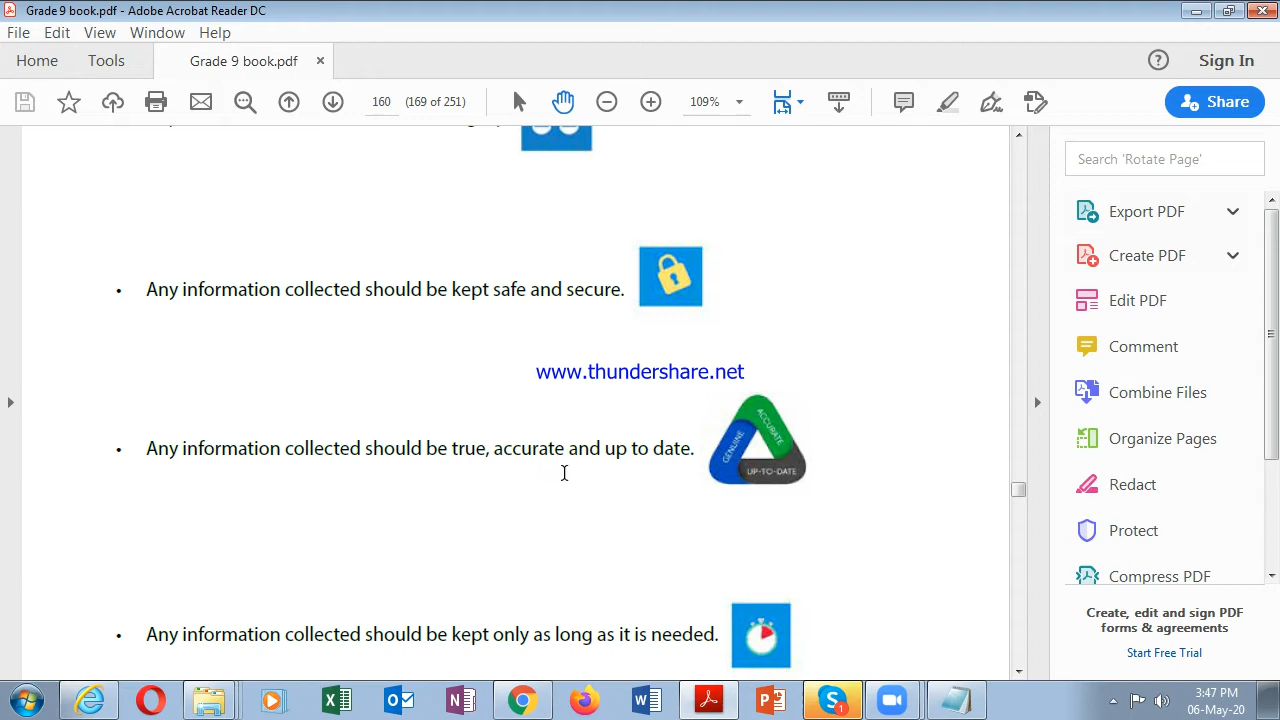 Grade 9 book.pdf - Adobe Acrobat Reader DC
File Edit View Window Help
Home Tools Grade 9 book.pdf × ? Sign In
160 (169 of 251) 109% Share
Search 'Rotate Page'
Export PDF
Create PDF
Edit PDF
Comment
Combine Files
Organize Pages
Redact
Protect
Compress PDF
Create, edit and sign PDF
forms & agreements
Start Free Trial
• Any information collected should be kept safe and secure.
www.thundershare.net
• Any information collected should be true, accurate and up to date.
GENUINE
ACCURATE
UP-TO-DATE
• Any information collected should be kept only as long as it is needed.
1
3:47 PM
06-May-20